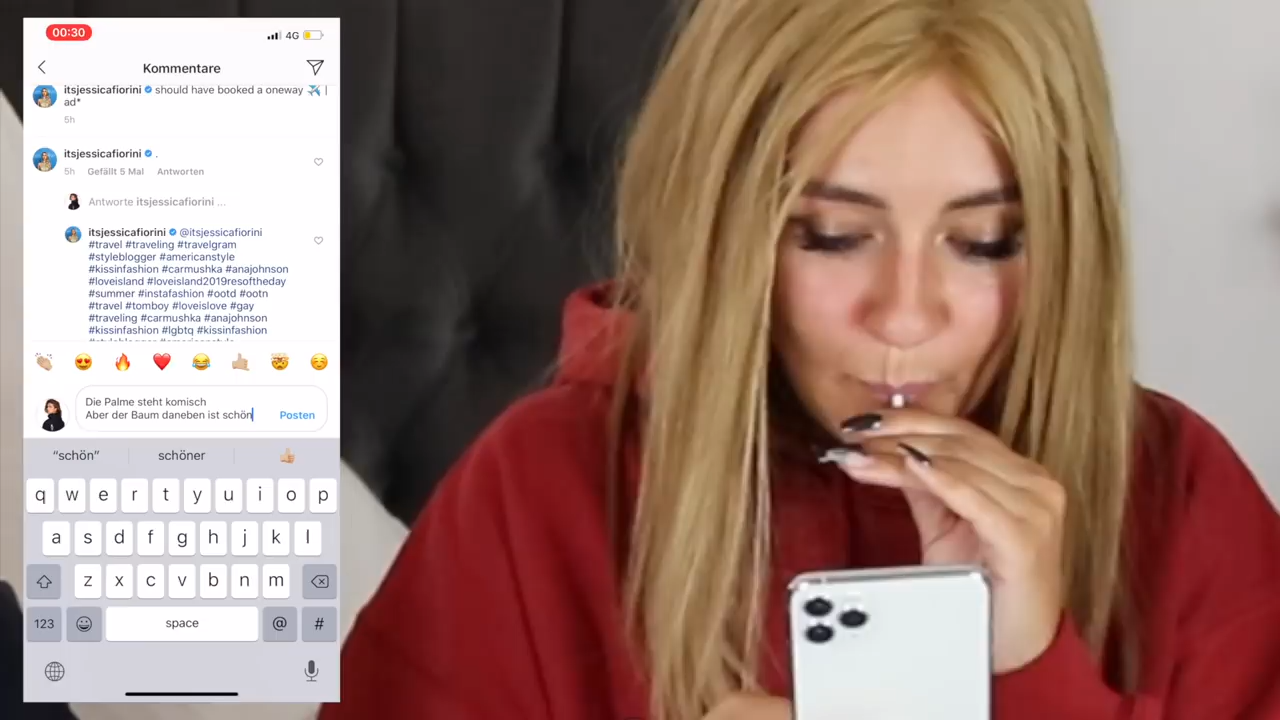 00:30
4G
Kommentare
itsjessicafiorini should have booked a oneway ✈️ |
ad*
5h
itsjessicafiorini .
5h Gefällt 5 Mal Antworten
Antworte itsjessicafiorini ...
itsjessicafiorini @itsjessicafiorini
#travel #traveling #travelgram
#styleblogger #americanstyle
#kissinfashion #carmushka #anajohnson
#loveisland #loveisland2019resoftheday
#summer #instafashion #ootd #ootn
#travel #tomboy #loveislove #gay
#traveling #carmushka #anajohnson
#kissinfashion #lgbtq #kissinfashion
#styleblogger #americanstyle
Die Palme steht komisch
Aber der Baum daneben ist schön
Posten
“schön” schöner
q w e r t y u i o p
a s d f g h j k l
z x c v b n m
123 space @ #